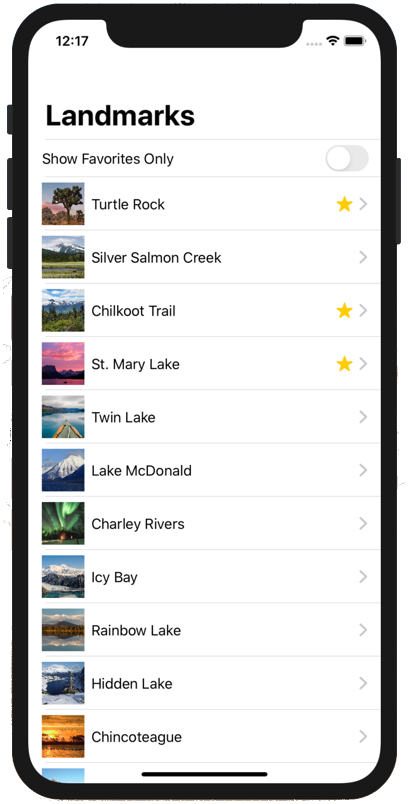 12:17
Landmarks
Show Favorites Only
Turtle Rock
Silver Salmon Creek
Chilkoot Trail
St. Mary Lake
Twin Lake
Lake McDonald
Charley Rivers
Icy Bay
Rainbow Lake
Hidden Lake
Chincoteague